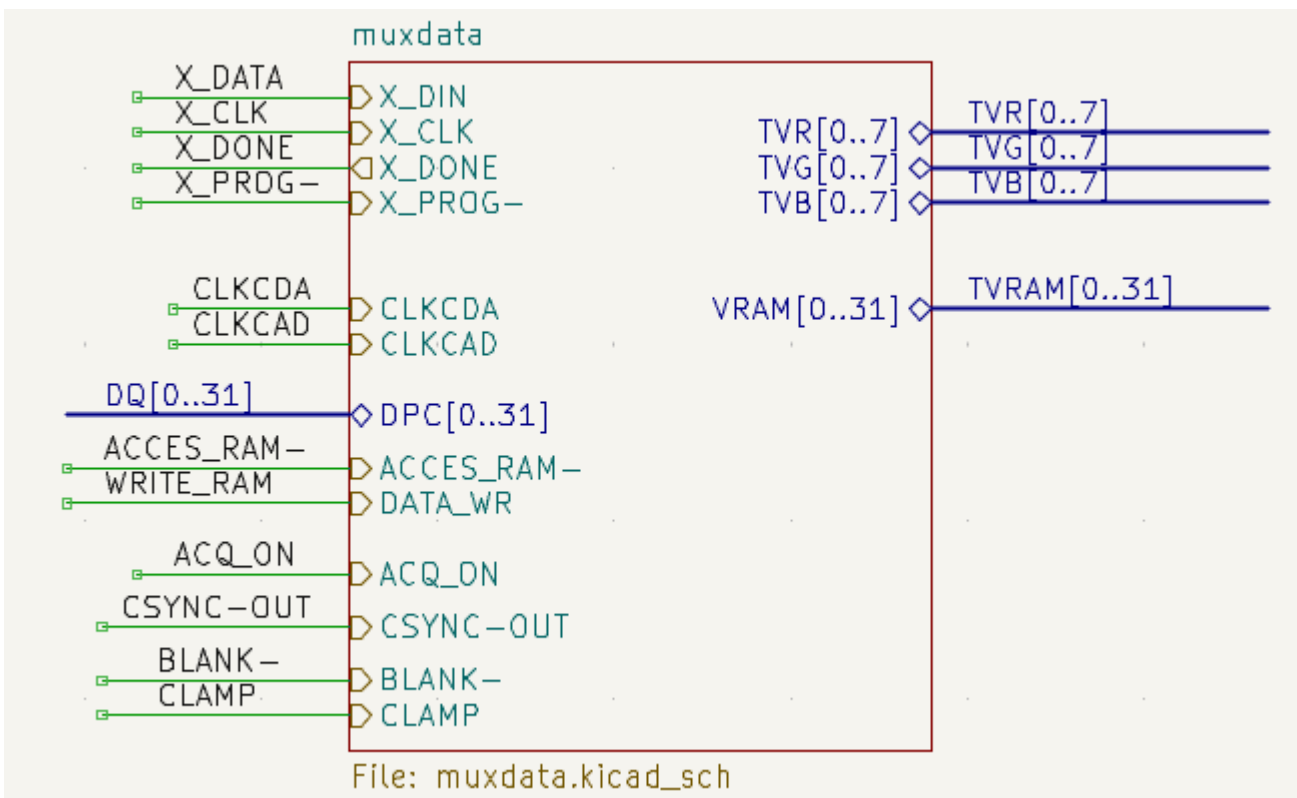 muxdata
X_DATA
X_DIN
X_CLK
X_CLK
X_DONE
X_DONE
X_PROG-
X_PROG-
TVR[0..7]
TVR[0..7]
TVG[0..7]
TVG[0..7]
TVB[0..7]
TVB[0..7]
CLKCDA
CLKCDA
CLKCAD
CLKCAD
VRAM[0..31]
TVRAM[0..31]
DQ[0..31]
DPC[0..31]
ACCES_RAM-
ACCES_RAM-
WRITE_RAM
DATA_WR
ACQ_ON
ACQ_ON
CSYNC-OUT
CSYNC-OUT
BLANK-
BLANK-
CLAMP
CLAMP
File: muxdata.kicad_sch